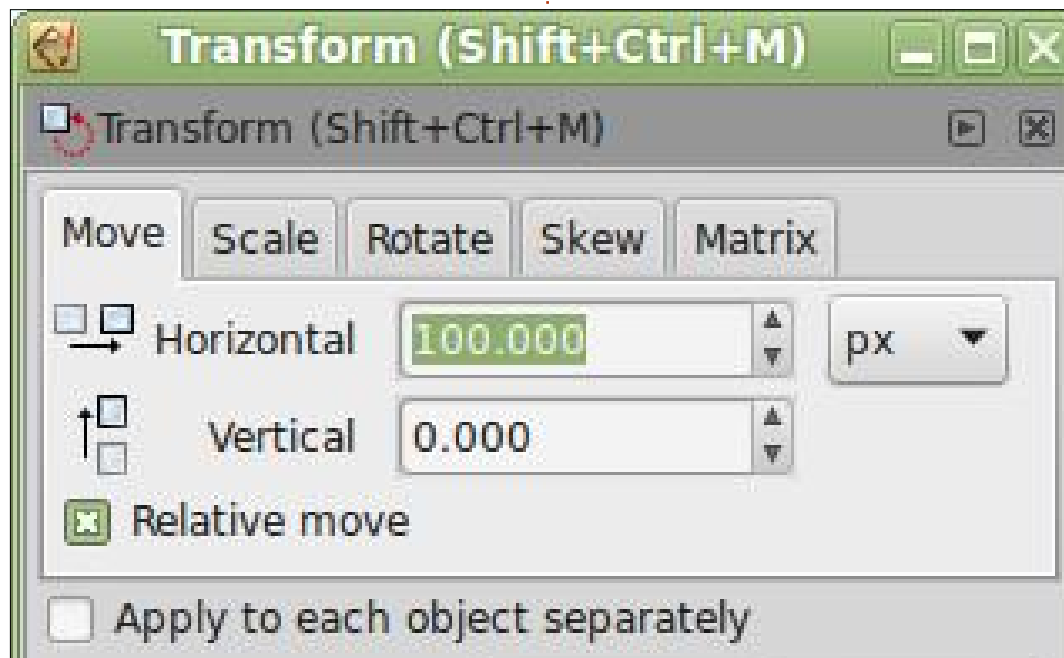 Transform (Shift+Ctrl+M)
Transform (Shift+Ctrl+M)
Move Scale Rotate Skew Matrix
Horizontal 100.000 px
Vertical 0.000
Relative move
Apply to each object separately